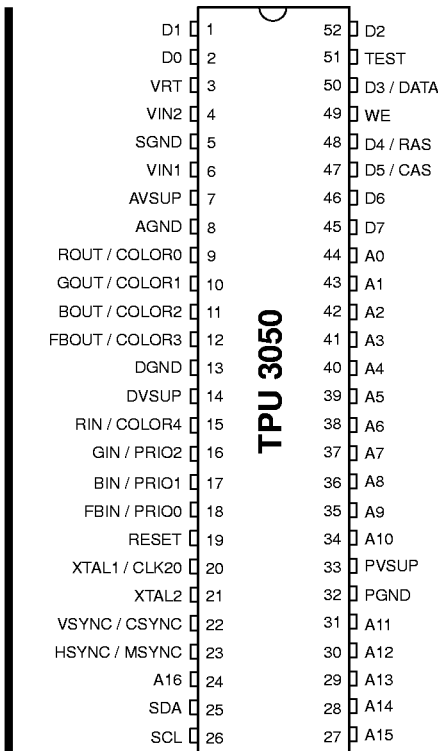 D1 1 52 D2
D0 2 51 TEST
VRT 3 50 D3 / DATA
VIN2 4 49 WE
SGND 5 48 D4 / RAS
VIN1 6 47 D5 / CAS
AVSUP 7 46 D6
AGND 8 45 D7
ROUT / COLOR0 9 44 A0
GOUT / COLOR1 10 43 A1
BOUT / COLOR2 11 42 A2
FBOUT / COLOR3 12 41 A3
DGND 13 40 A4
DVSUP 14 39 A5
RIN / COLOR4 15 38 A6
GIN / PRIO2 16 37 A7
BIN / PRIO1 17 36 A8
FBIN / PRIO0 18 35 A9
RESET 19 34 A10
XTAL1 / CLK20 20 33 PVSUP
XTAL2 21 32 PGND
VSYNC / CSYNC 22 31 A11
HSYNC / MSYNC 23 30 A12
A16 24 29 A13
SDA 25 28 A14
SCL 26 27 A15
TPU 3050